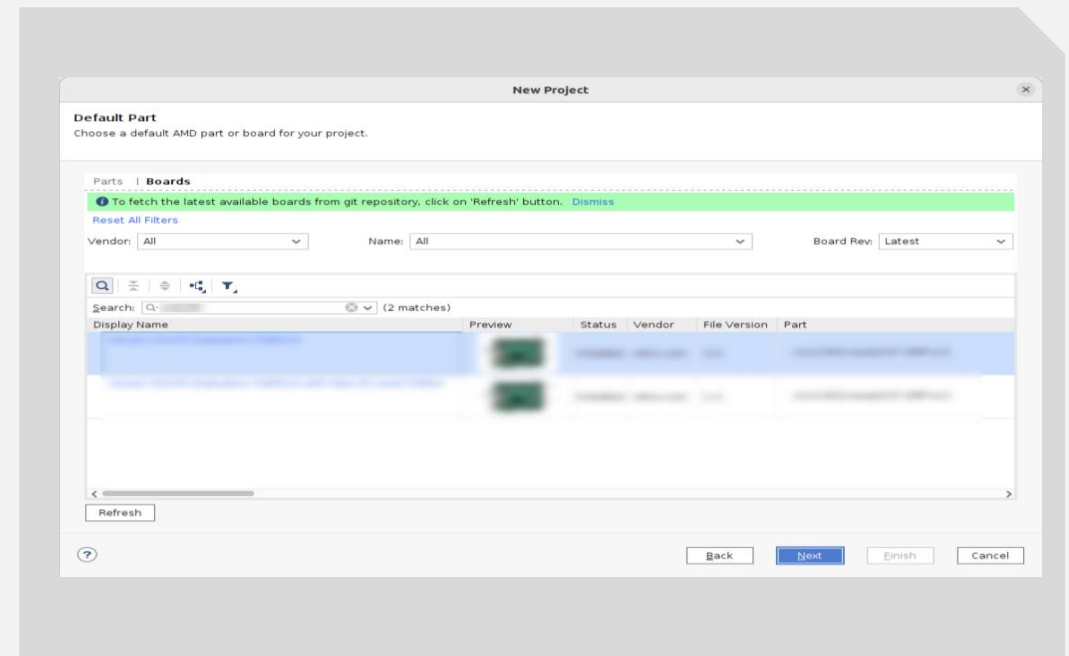 New Project
Default Part
Choose a default AMD part or board for your project.
Parts | Boards
To fetch the latest available boards from git repository, click on 'Refresh' button. Dismiss
Reset All Filters
Vendor: All Name: All Board Rev: Latest
Search: (2 matches)
Display Name Preview Status Vendor File Version Part
Refresh
? Back Next Finish Cancel